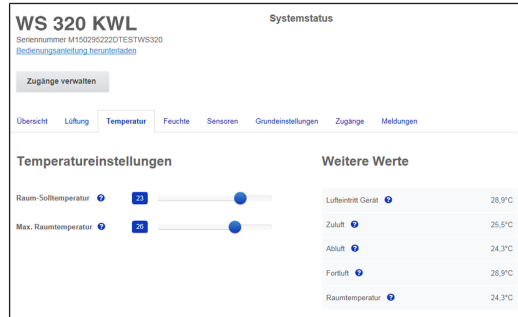 WS 320 KWL
Systemstatus
Seriennummer M150295222DTESTWS320
Bedienungsanleitung herunterladen
Zugänge verwalten
Übersicht Lüftung Temperatur Feuchte Sensoren Grundeinstellungen Zugänge Meldungen
Temperatureinstellungen
Raum-Solltemperatur ? 23
Max. Raumtemperatur ? 26
Weitere Werte
Lufteintritt Gerät ? 28,9°C
Zuluft ? 25,5°C
Abluft ? 24,3°C
Fortluft ? 28,9°C
Raumtemperatur ? 24,3°C